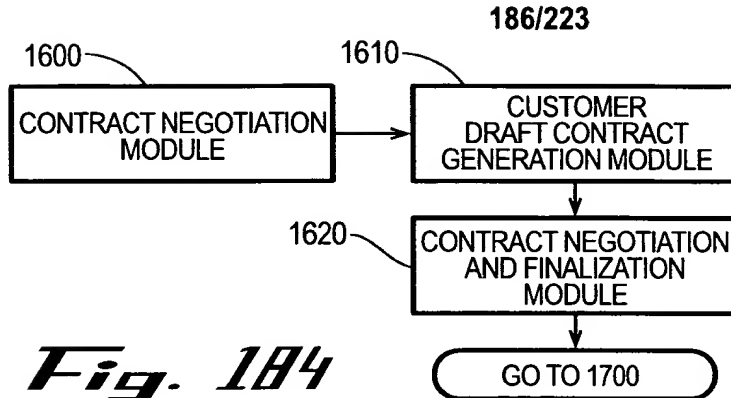 186/223
1600
CONTRACT NEGOTIATION
MODULE
1610
CUSTOMER
DRAFT CONTRACT
GENERATION MODULE
1620
CONTRACT NEGOTIATION
AND FINALIZATION
MODULE
GO TO 1700
Fig. 184